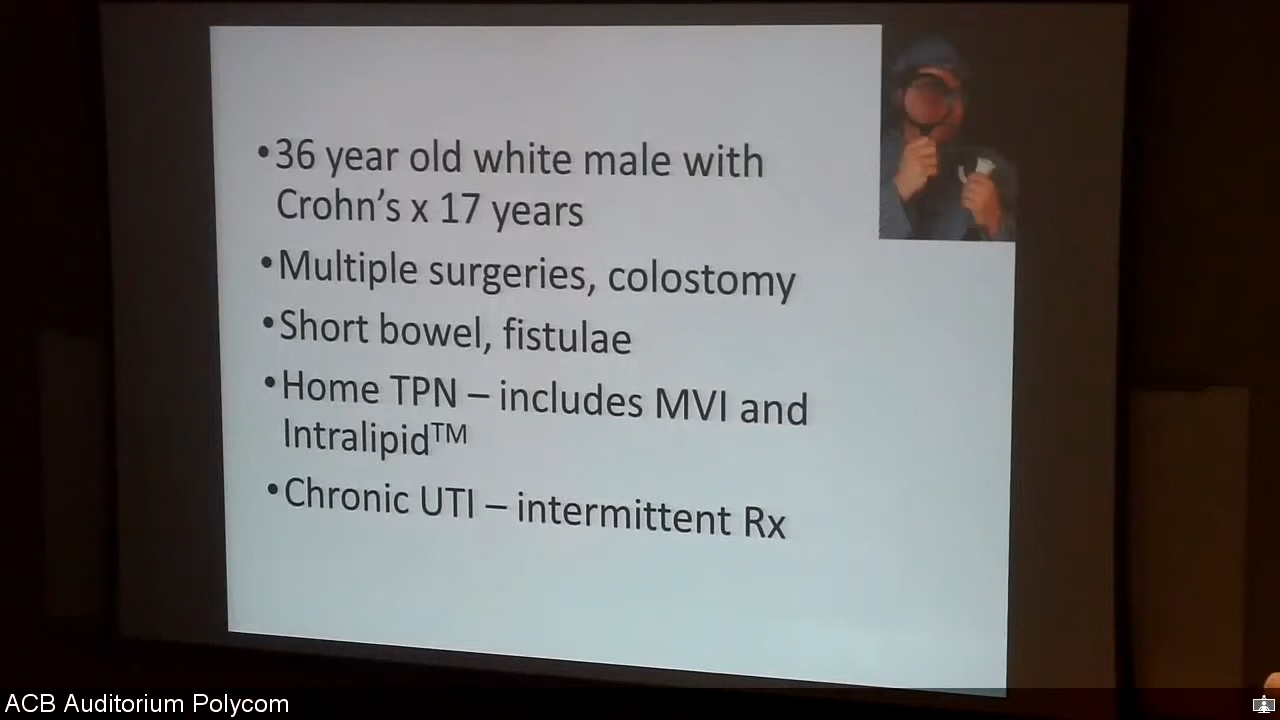 •36 year old white male with
Crohn's x 17 years
•Multiple surgeries, colostomy
•Short bowel, fistulae
•Home TPN – includes MVI and
Intralipid™
•Chronic UTI – intermittent Rx
ACB Auditorium Polycom